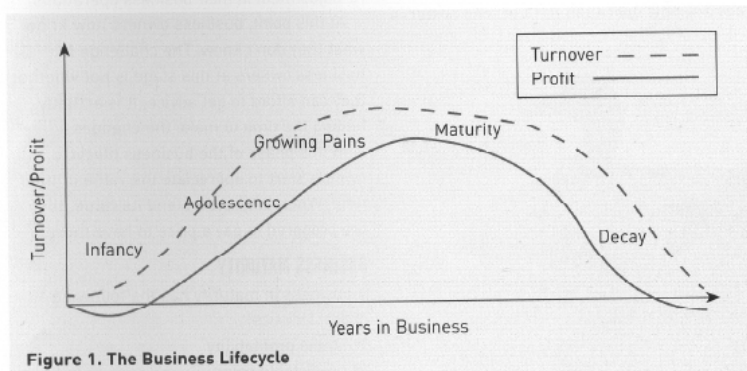 Turnover
Profit
Growing Pains
Maturity
Adolescence
Infancy
Decay
Turnover/Profit
Years in Business
Figure 1. The Business Lifecycle